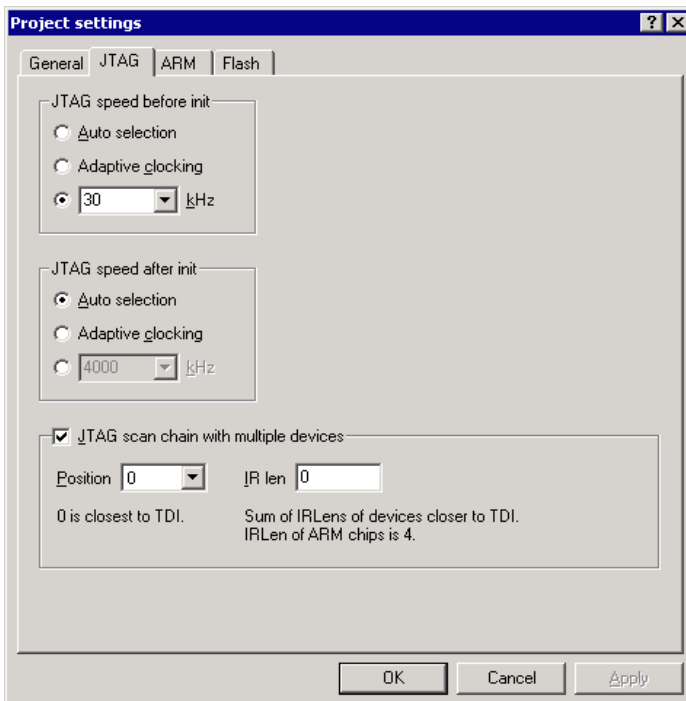 Project settings
General JTAG ARM Flash
JTAG speed before init
Auto selection
Adaptive clocking
30 kHz
JTAG speed after init
Auto selection
Adaptive clocking
4000 kHz
JTAG scan chain with multiple devices
Position 0 IR len 0
0 is closest to TDI. Sum of IRLens of devices closer to TDI.
IRLen of ARM chips is 4.
OK Cancel Apply